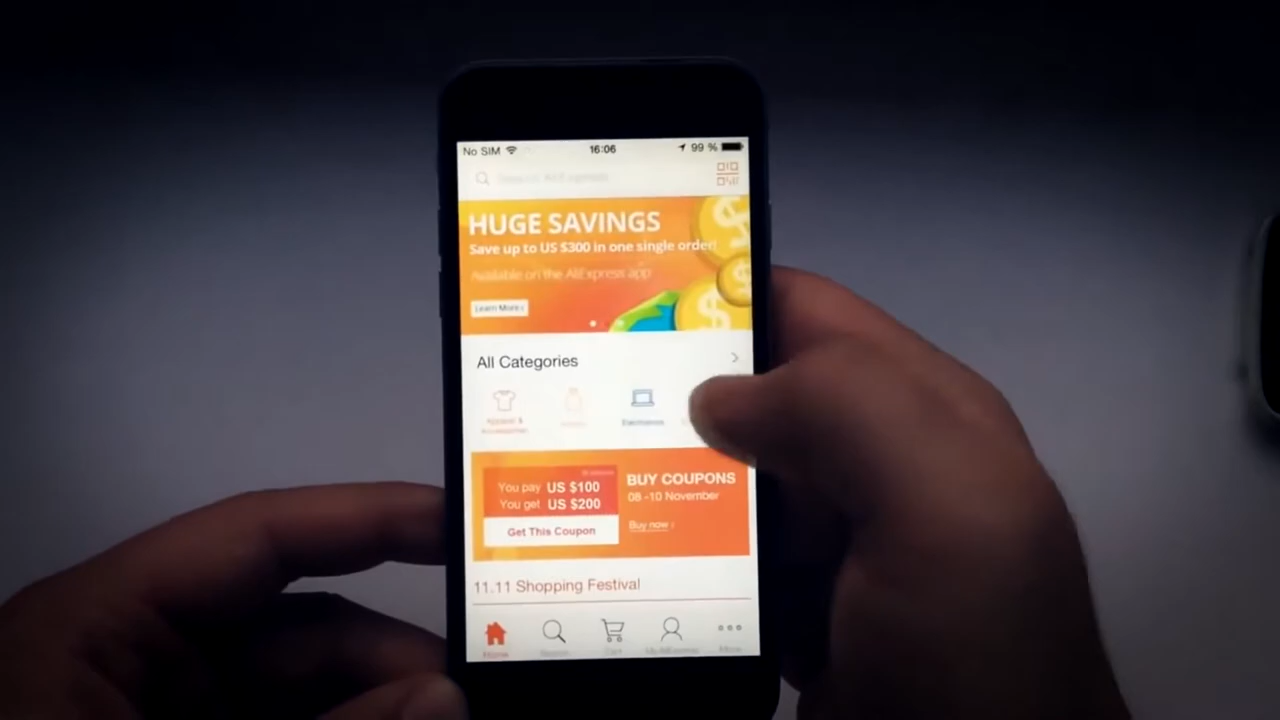 No SIM 16:06 99 %
HUGE SAVINGS
Save up to US $300 in one single order!
Available on the AliExpress app
Learn More ›
All Categories
Apparel & Accessories
Electronics
You pay US $100
You get US $200
Get This Coupon
BUY COUPONS
08 -10 November
Buy now ›
11.11 Shopping Festival
Home Search Cart My AliExpress More